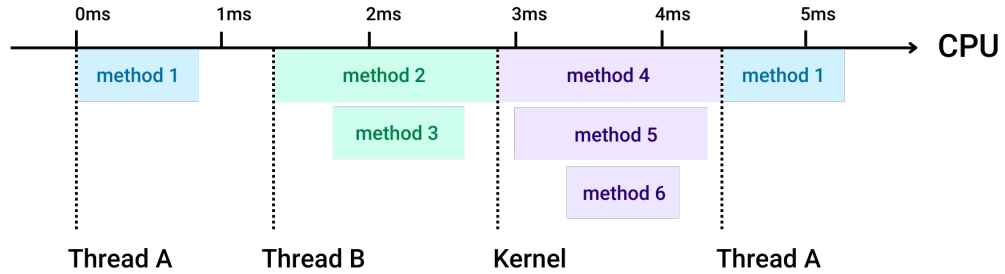 0ms 1ms 2ms 3ms 4ms 5ms
CPU
method 1 method 2 method 4 method 1
method 3 method 5
method 6
Thread A Thread B Kernel Thread A